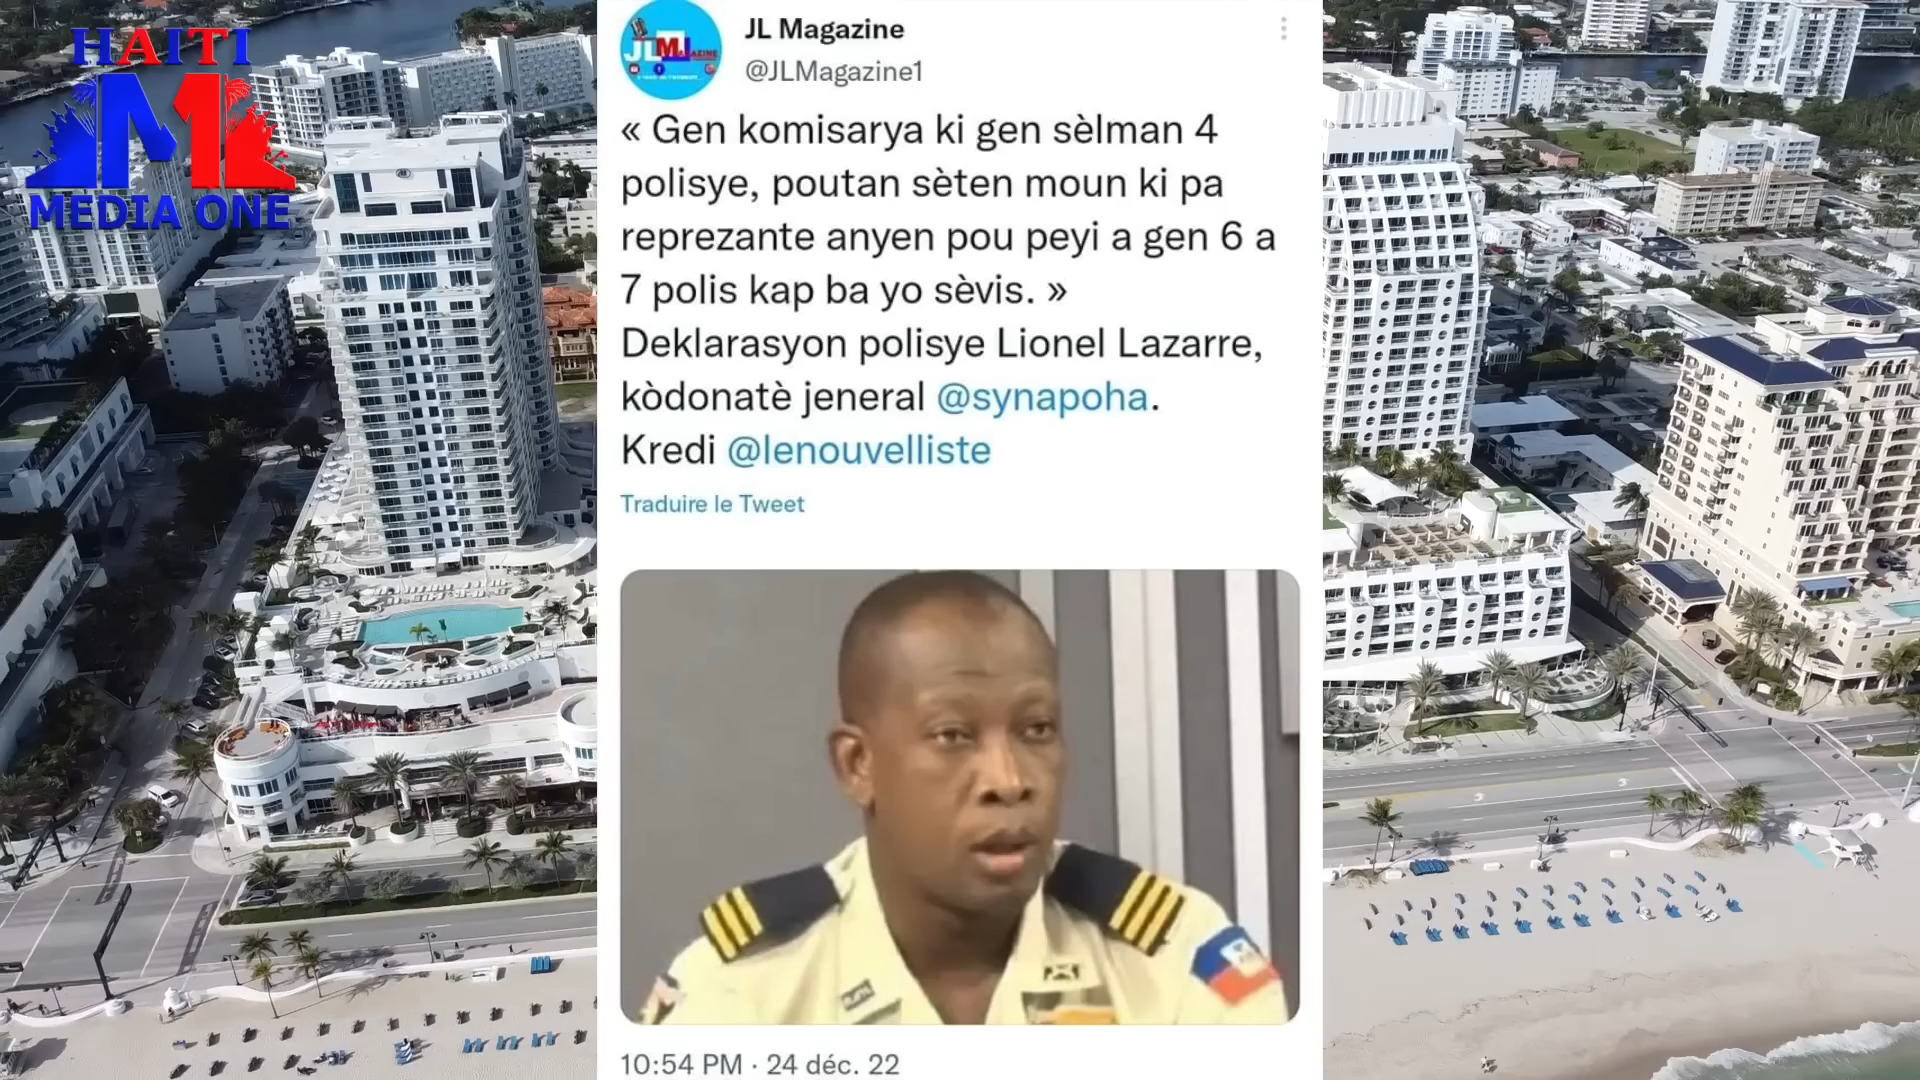 HAITI
M1
MEDIA ONE
JL Magazine
@JLMagazine1
« Gen komisarya ki gen sèlman 4
polisye, poutan sèten moun ki pa
reprezante anyen pou peyi a gen 6 a
7 polis kap ba yo sèvis. »
Deklarasyon polisye Lionel Lazarre,
kòdonatè jeneral @synapoha.
Kredi @lenouvelliste
Traduire le Tweet
10:54 PM · 24 déc. 22